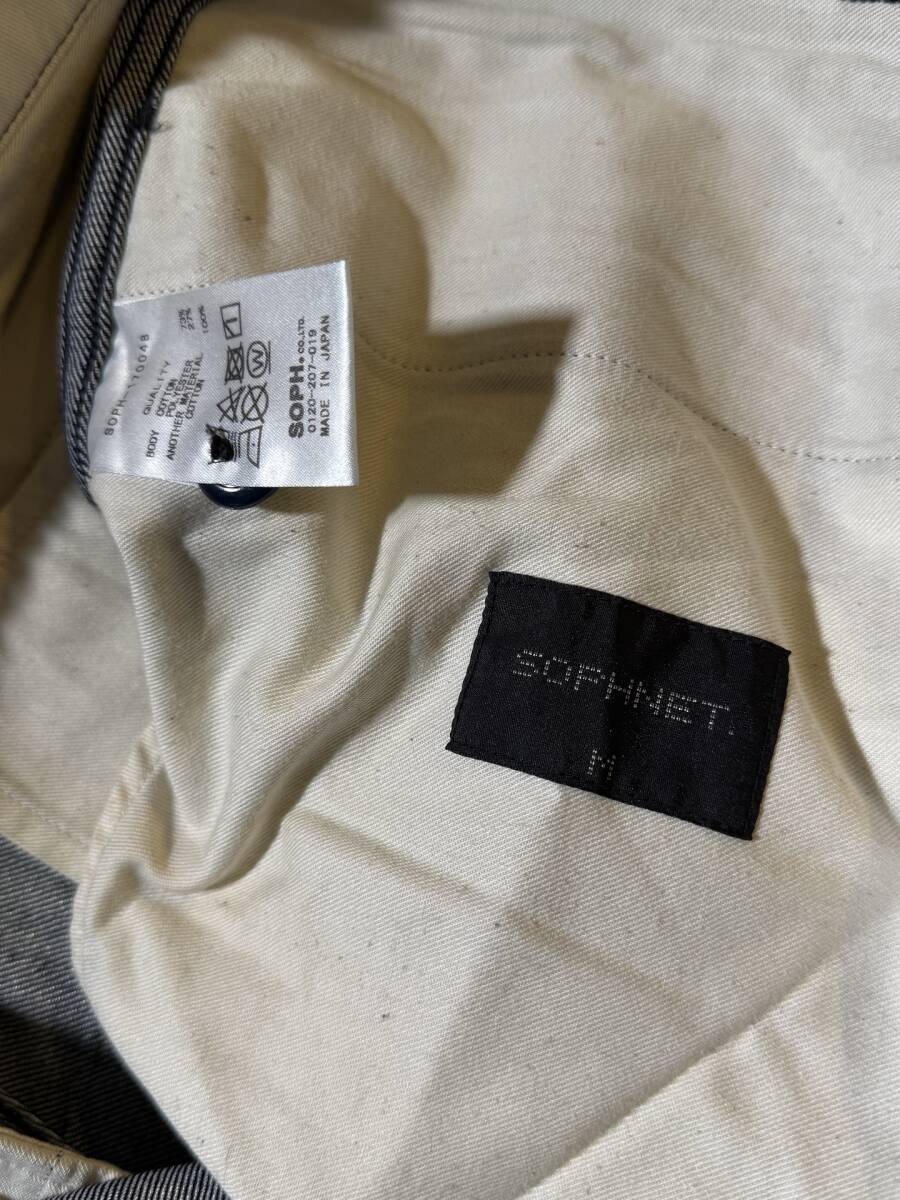 SOPH-170048
QUALITY
BODY COTTON 73%
POLYESTER 27%
ANOTHER MATERIAL
COTTON 100%
SOPH. CO.,LTD.
0120-207-019
MADE IN JAPAN
SOPHNET.
M